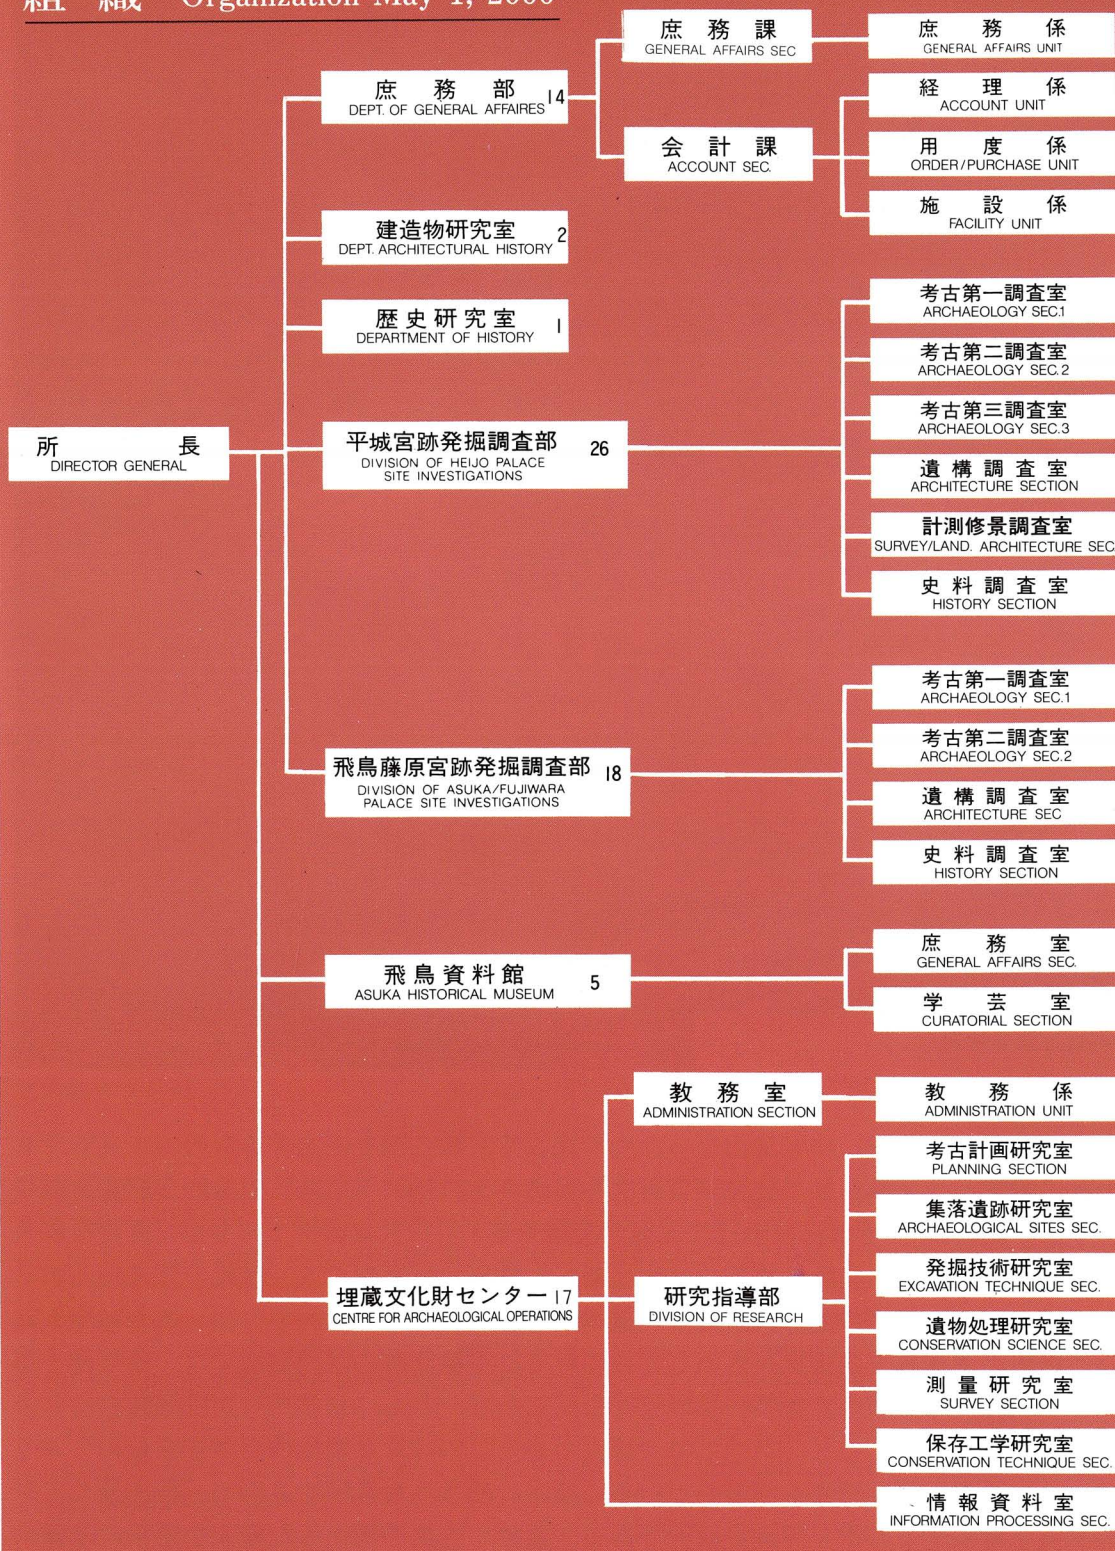 組 織 Organization May 1, 2000
所 長
DIRECTOR GENERAL
庶 務 部 14
DEPT. OF GENERAL AFFAIRES
庶 務 課
GENERAL AFFAIRS SEC
庶 務 係
GENERAL AFFAIRS UNIT
会 計 課
ACCOUNT SEC.
経 理 係
ACCOUNT UNIT
用 度 係
ORDER/PURCHASE UNIT
施 設 係
FACILITY UNIT
建造物研究室 2
DEPT. ARCHITECTURAL HISTORY
歴史研究室 1
DEPARTMENT OF HISTORY
平城宮跡発掘調査部 26
DIVISION OF HEIJO PALACE
SITE INVESTIGATIONS
考古第一調査室
ARCHAEOLOGY SEC.1
考古第二調査室
ARCHAEOLOGY SEC.2
考古第三調査室
ARCHAEOLOGY SEC.3
遺構調査室
ARCHITECTURE SECTION
計測修景調査室
SURVEY/LAND. ARCHITECTURE SEC
史料調査室
HISTORY SECTION
飛鳥藤原宮跡発掘調査部 18
DIVISION OF ASUKA/FUJIWARA
PALACE SITE INVESTIGATIONS
考古第一調査室
ARCHAEOLOGY SEC.1
考古第二調査室
ARCHAEOLOGY SEC.2
遺構調査室
ARCHITECTURE SEC
史料調査室
HISTORY SECTION
飛鳥資料館 5
ASUKA HISTORICAL MUSEUM
庶 務 室
GENERAL AFFAIRS SEC.
学 芸 室
CURATORIAL SECTION
埋蔵文化財センター 17
CENTRE FOR ARCHAEOLOGICAL OPERATIONS
教 務 室
ADMINISTRATION SECTION
教 務 係
ADMINISTRATION UNIT
研究指導部
DIVISION OF RESEARCH
考古計画研究室
PLANNING SECTION
集落遺跡研究室
ARCHAEOLOGICAL SITES SEC.
発掘技術研究室
EXCAVATION TECHNIQUE SEC.
遺物処理研究室
CONSERVATION SCIENCE SEC.
測量研究室
SURVEY SECTION
保存工学研究室
CONSERVATION TECHNIQUE SEC.
情報資料室
INFORMATION PROCESSING SEC.